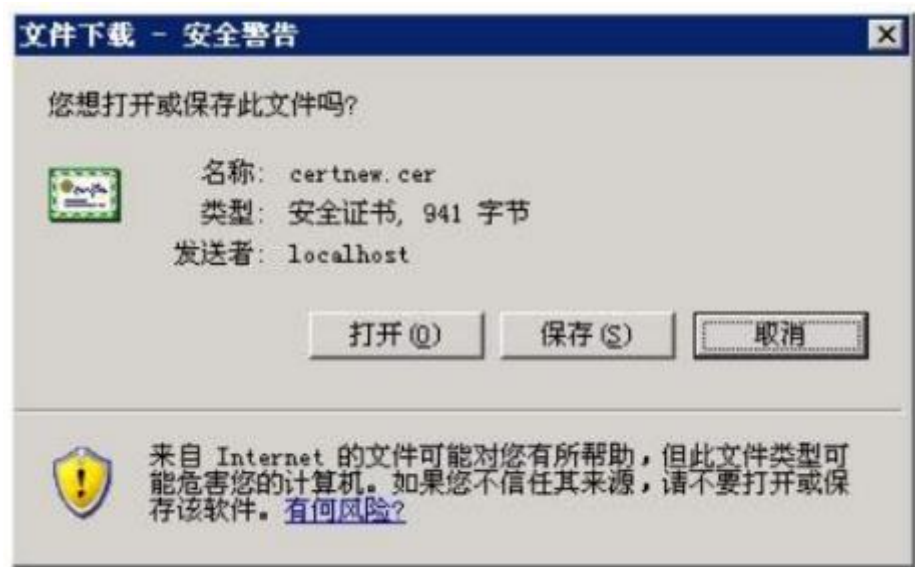 文件下载 - 安全警告
您想打开或保存此文件吗?
名称: certnew.cer
类型: 安全证书, 941 字节
发送者: localhost
打开(O) 保存(S) 取消
来自 Internet 的文件可能对您有所帮助，但此文件类型可
能危害您的计算机。如果您不信任其来源，请不要打开或保
存该软件。有何风险?